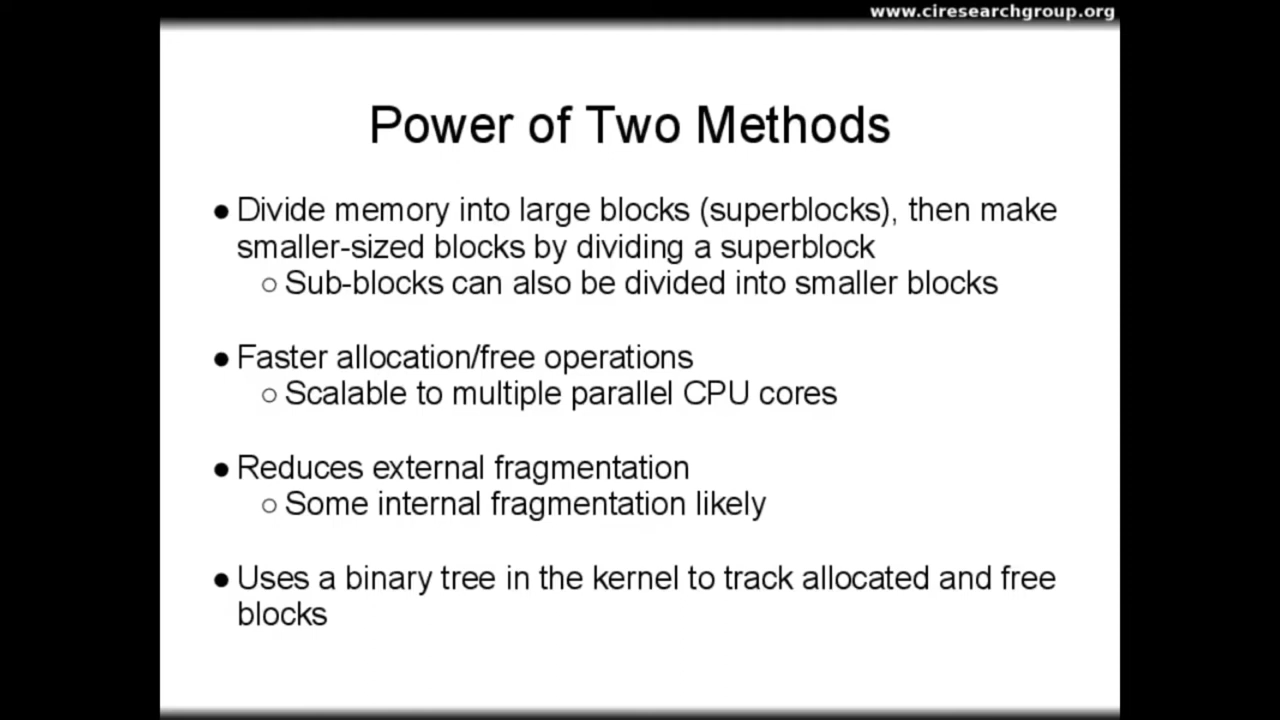 www.ciresearchgroup.org
Power of Two Methods
● Divide memory into large blocks (superblocks), then make
smaller-sized blocks by dividing a superblock
○ Sub-blocks can also be divided into smaller blocks
● Faster allocation/free operations
○ Scalable to multiple parallel CPU cores
● Reduces external fragmentation
○ Some internal fragmentation likely
● Uses a binary tree in the kernel to track allocated and free
blocks